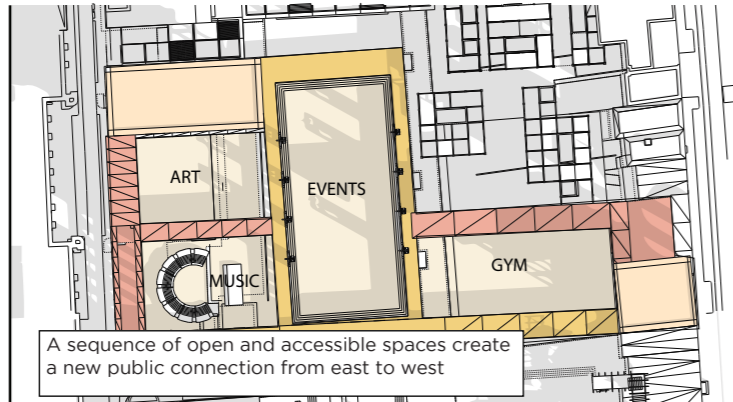 ART
EVENTS
GYM
MUSIC
A sequence of open and accessible spaces create
a new public connection from east to west